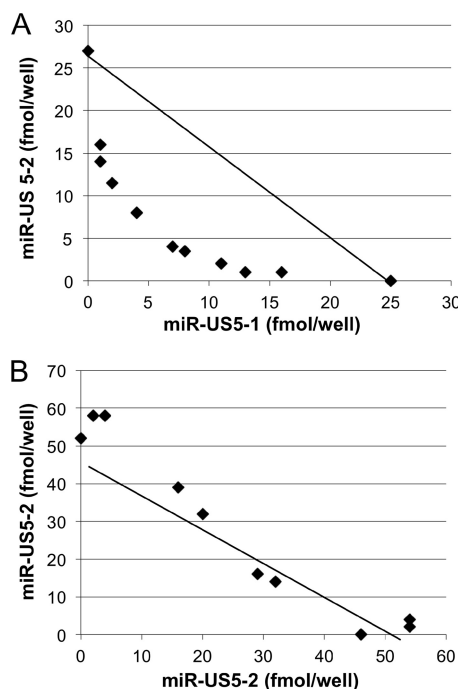 A
30
25
20
15
10
5
0
miR-US 5-2 (fmol/well)
0 5 10 15 20 25 30
miR-US5-1 (fmol/well)
B
70
60
50
40
30
20
10
0
miR-US5-2 (fmol/well)
0 10 20 30 40 50 60
miR-US5-2 (fmol/well)